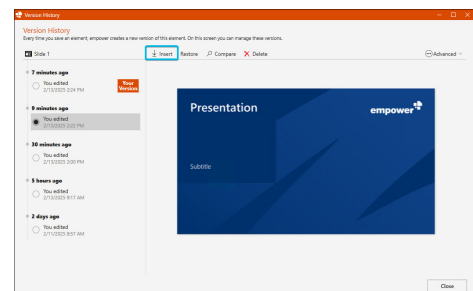 Version History
Version History
Every time you save an element, empower creates a new version of this element. On this screen you can manage these versions.
Slide 1
Insert Restore Compare Delete Advanced
7 minutes ago
You edited
2/13/2025 2:24 PM
Your Version
9 minutes ago
You edited
2/13/2025 2:22 PM
30 minutes ago
You edited
2/13/2025 2:00 PM
5 hours ago
You edited
2/13/2025 9:17 AM
2 days ago
You edited
2/11/2025 8:57 AM
Presentation
empower
Subtitle
Close